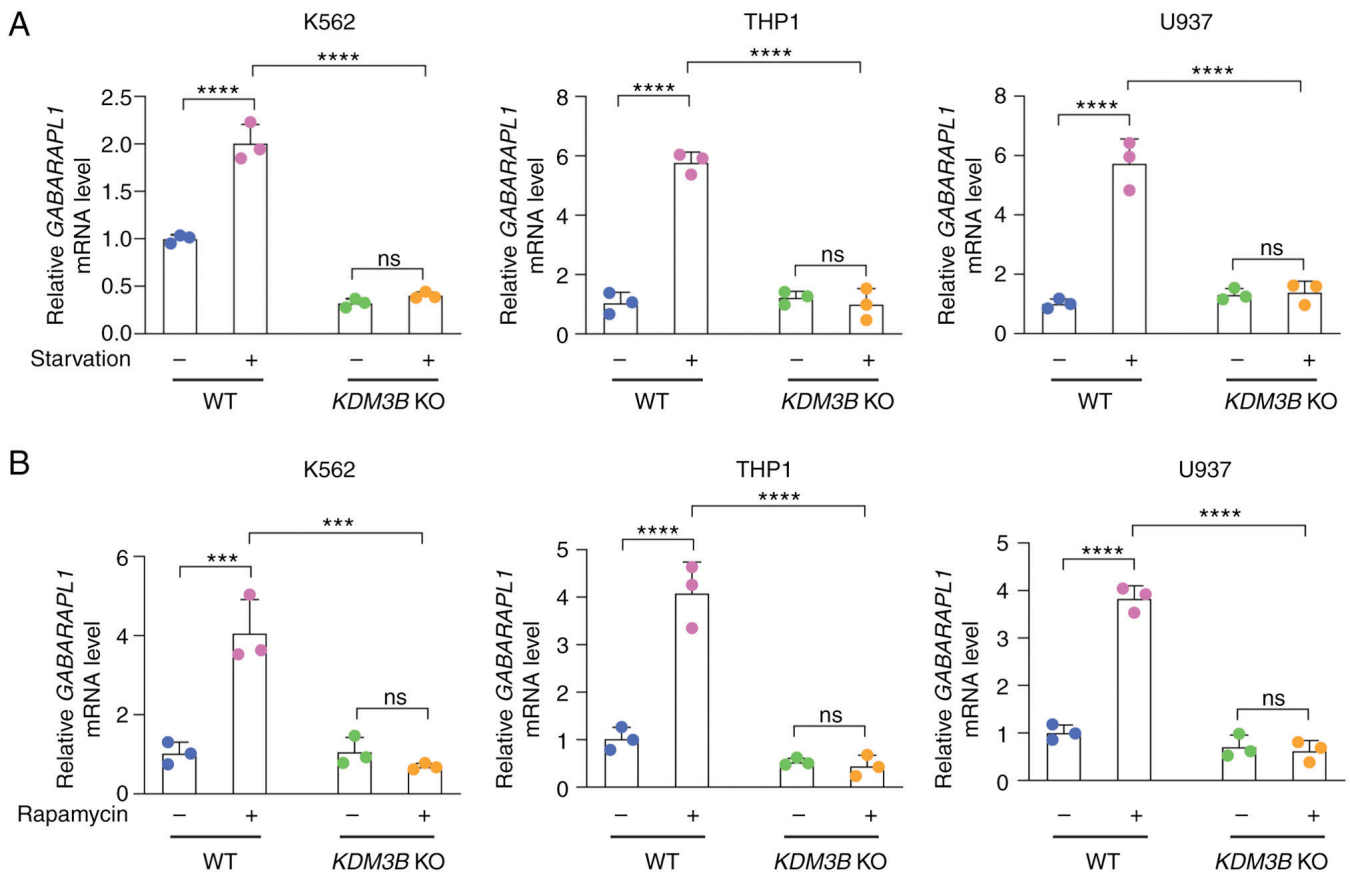 A
K562
THP1
U937
****
****
ns
****
****
ns
****
****
ns
Relative GABARAPL1
mRNA level
2.5
2.0
1.5
1.0
0.5
0.0
Relative GABARAPL1
mRNA level
8
6
4
2
0
Relative GABARAPL1
mRNA level
8
6
4
2
0
Starvation – + – + – + – + – + – +
WT KDM3B KO WT KDM3B KO WT KDM3B KO
B
K562
THP1
U937
***
***
ns
****
****
ns
****
****
ns
Relative GABARAPL1
mRNA level
6
4
2
0
Relative GABARAPL1
mRNA level
5
4
3
2
1
0
Relative GABARAPL1
mRNA level
5
4
3
2
1
0
Rapamycin – + – + – + – + – + – +
WT KDM3B KO WT KDM3B KO WT KDM3B KO